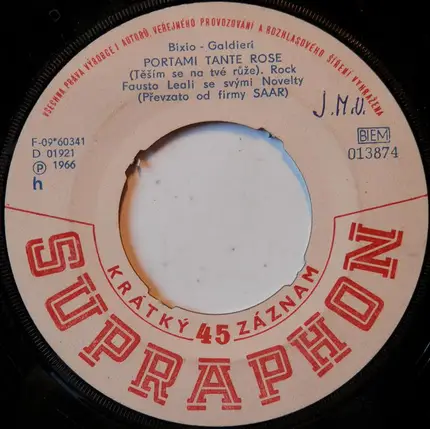 VŠECHNA PRÁVA VÝROBCE I AUTORŮ, VEŘEJNÉHO PROVOZOVÁNÍ A ROZHLASOVÉHO ŠÍŘENÍ VYHRAŽENA
Bixio - Galdieri
PORTAMI TANTE ROSE
(Těším se na tvé růže). Rock
Fausto Leali se svými Novelty
(Převzato od firmy SAAR)
J.M.U.
F-09*60341
D 01921
Ⓟ 1966
h
BIEM
013874
KRÁTKÝ 45 ZÁZNAM
SUPRAPHON